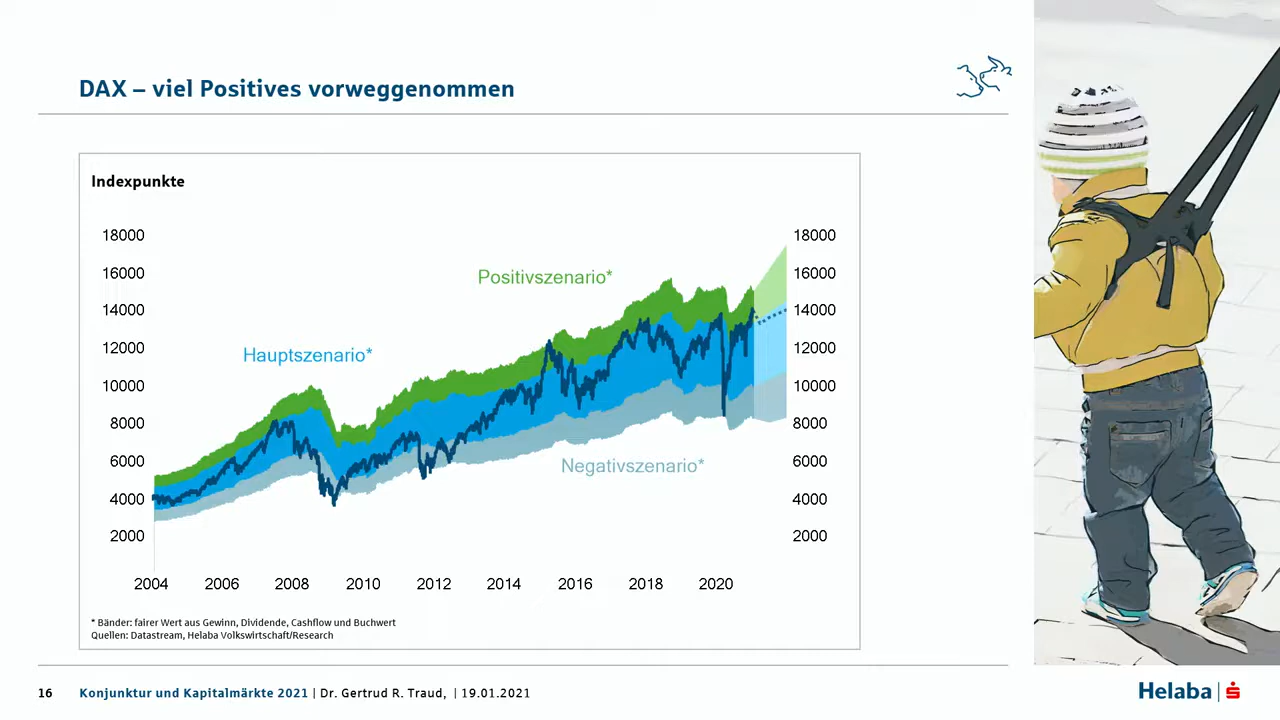 DAX – viel Positives vorweggenommen
Indexpunkte
18000
16000
14000
12000
10000
8000
6000
4000
2000
Positivszenario*
Hauptszenario*
Negativszenario*
18000
16000
14000
12000
10000
8000
6000
4000
2000
2004 2006 2008 2010 2012 2014 2016 2018 2020
* Bänder: fairer Wert aus Gewinn, Dividende, Cashflow und Buchwert
Quellen: Datastream, Helaba Volkswirtschaft/Research
16 Konjunktur und Kapitalmärkte 2021 | Dr. Gertrud R. Traud, | 19.01.2021
Helaba